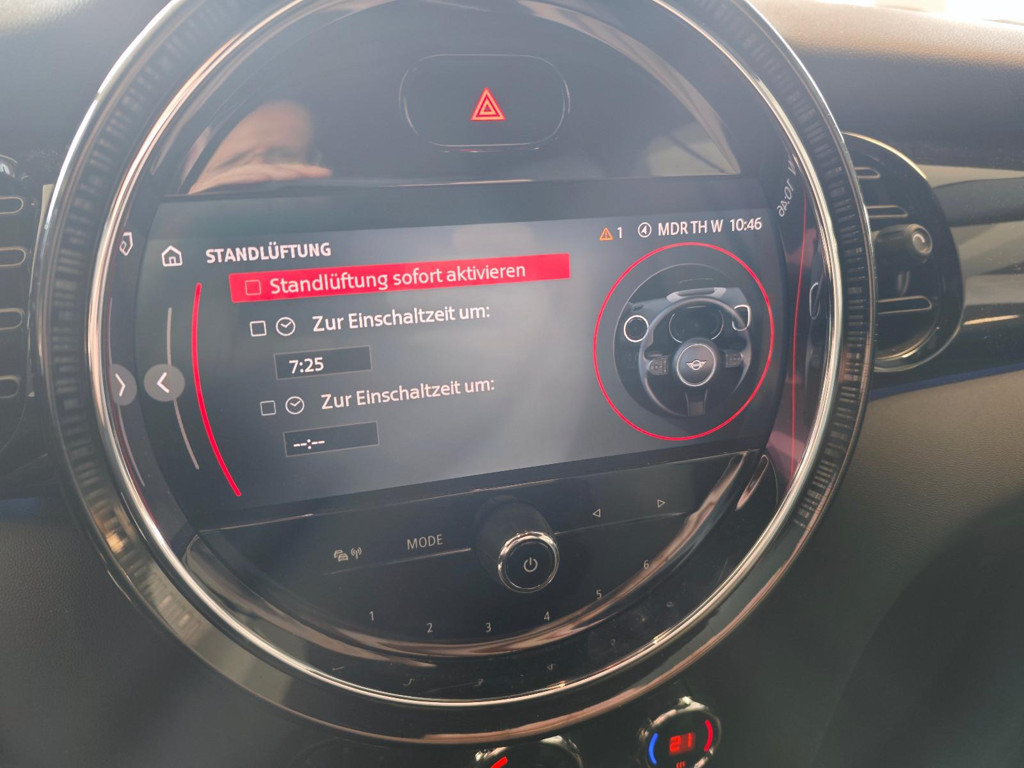 STANDLÜFTUNG
1 MDR TH W 10:46
Standlüftung sofort aktivieren
Zur Einschaltzeit um:
7:25
Zur Einschaltzeit um:
--:--
MODE
1 2 3 4 5 6
21